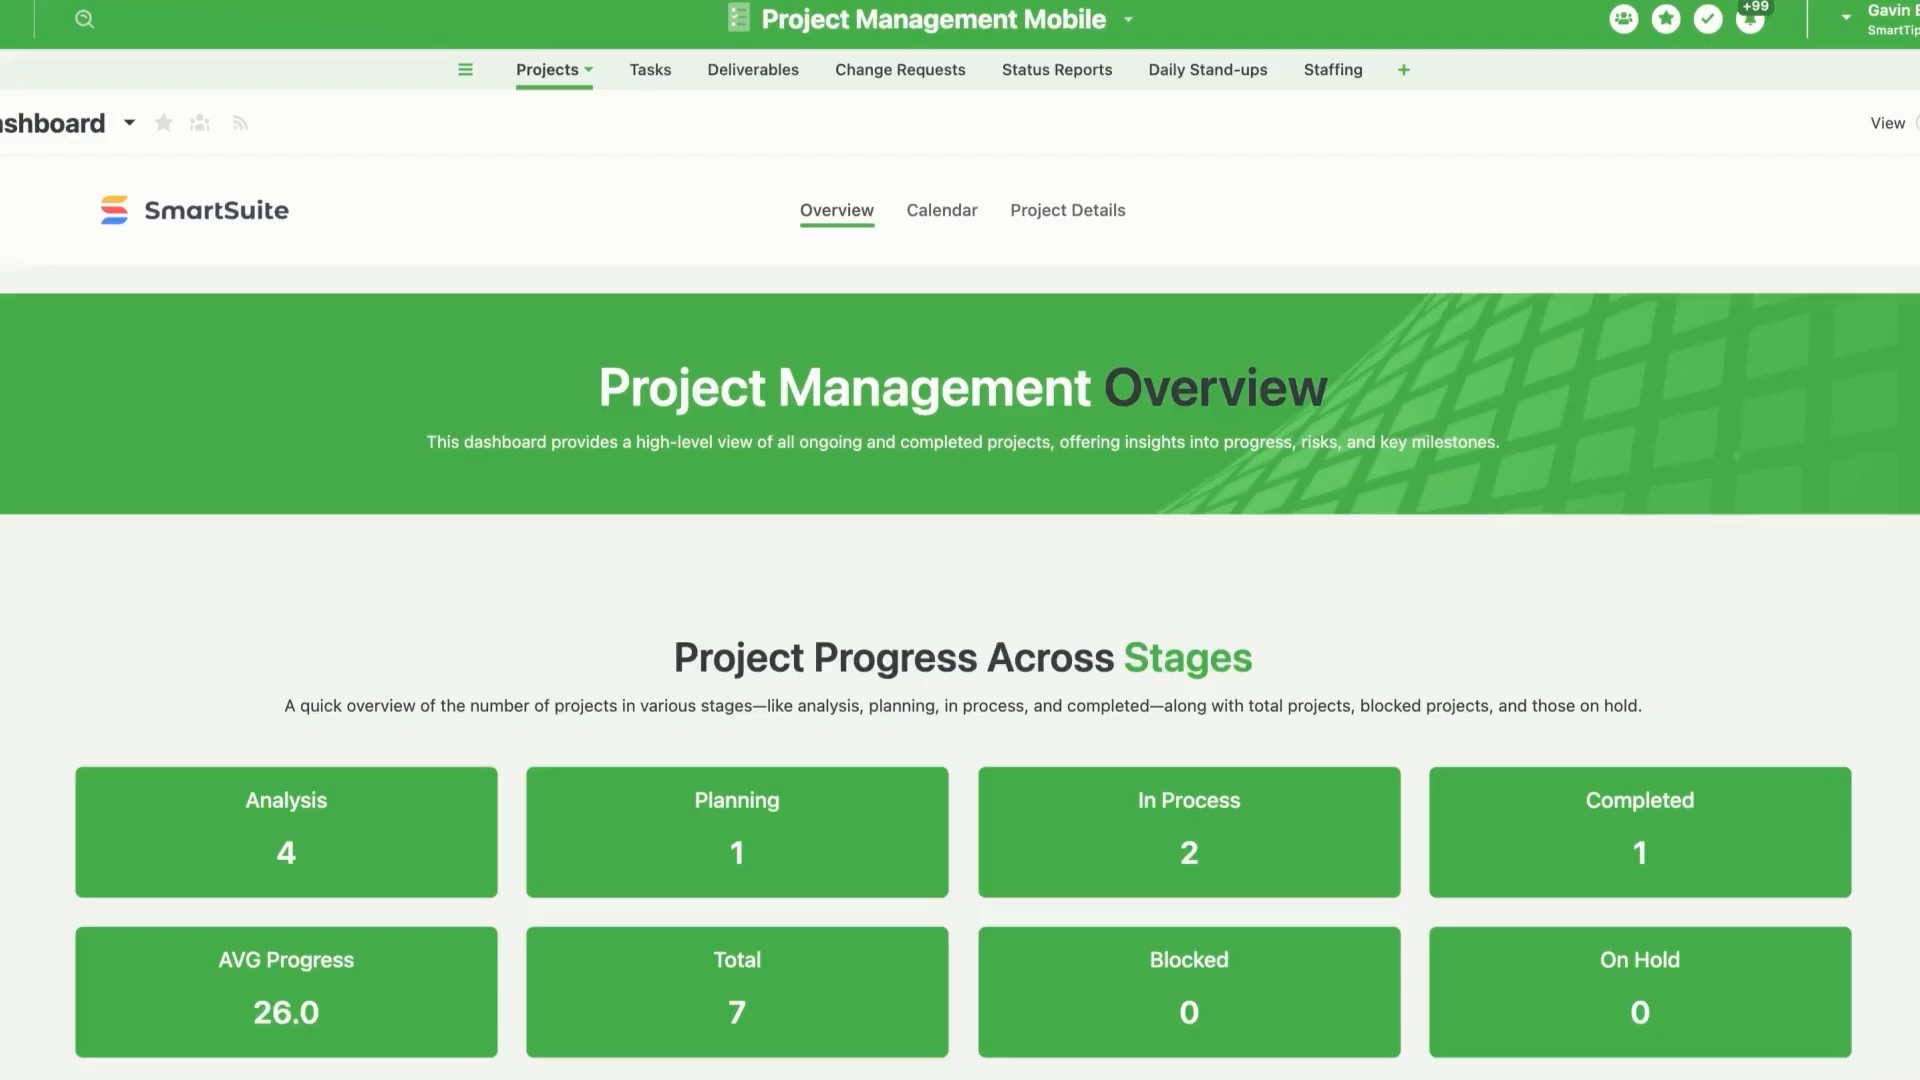 Project Management Mobile
+99
Gavin
SmartTip
Projects
Tasks
Deliverables
Change Requests
Status Reports
Daily Stand-ups
Staffing
shboard
View
SmartSuite
Overview
Calendar
Project Details
Project Management Overview
This dashboard provides a high-level view of all ongoing and completed projects, offering insights into progress, risks, and key milestones.
Project Progress Across Stages
A quick overview of the number of projects in various stages—like analysis, planning, in process, and completed—along with total projects, blocked projects, and those on hold.
Analysis
4
Planning
1
In Process
2
Completed
1
AVG Progress
26.0
Total
7
Blocked
0
On Hold
0